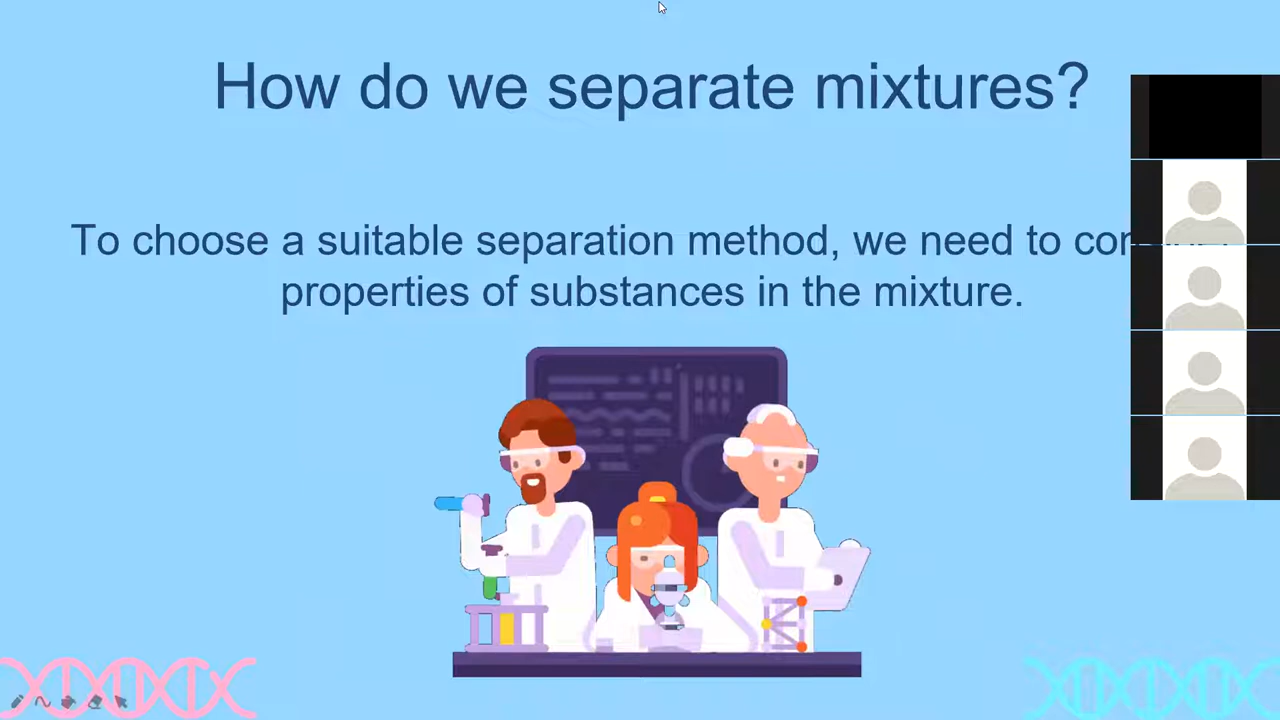 How do we separate mixtures?
To choose a suitable separation method, we need to
properties of substances in the mixture.